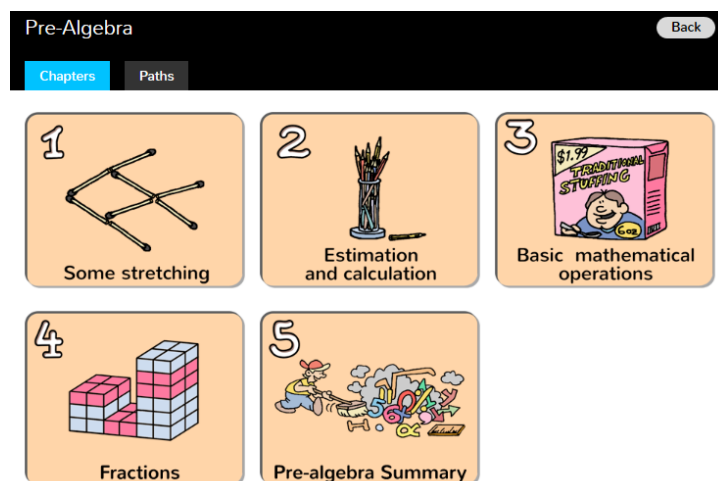 Pre-Algebra
Back
Chapters
Paths
1
Some stretching
2
Estimation
and calculation
3
$1.99
TRADITIONAL
STUFFING
6oz
Basic mathematical
operations
4
Fractions
5
Pre-algebra Summary